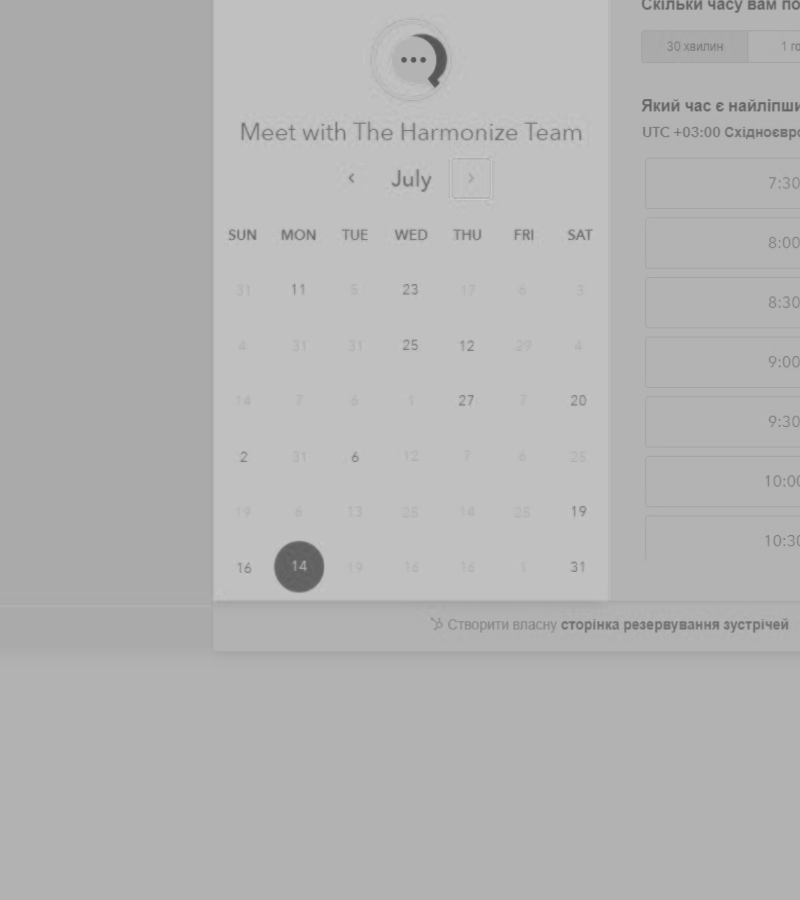 Meet with The Harmonize Team
July
SUN MON TUE WED THU FRI SAT
31 11 5 23 17 6 3
4 31 31 25 12 29 4
14 7 6 1 27 7 20
2 31 6 12 7 6 25
19 6 13 25 14 25 19
16 14 19 16 16 1 31
Скільки часу вам
30 хвилин 1
Який час є
UTC +03:00
7:30
8:00
8:30
9:00
9:30
10:00
10:30
Створити власну сторінка резервування зустрічей